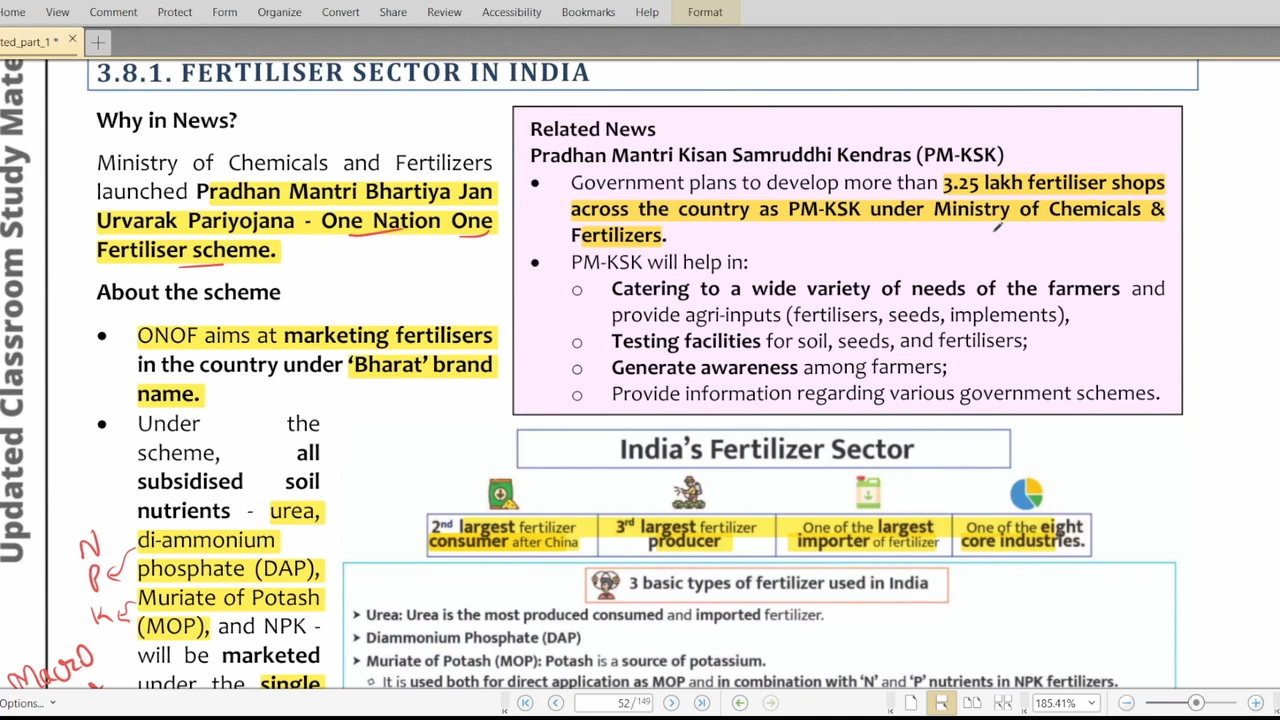 Home View Comment Protect Form Organize Convert Share Review Accessibility Bookmarks Help Format
ted_part_1 *
Updated Classroom Study Mate
3.8.1. FERTILISER SECTOR IN INDIA
Why in News?
Ministry of Chemicals and Fertilizers
launched Pradhan Mantri Bhartiya Jan
Urvarak Pariyojana - One Nation One
Fertiliser scheme.
About the scheme
• ONOF aims at marketing fertilisers
in the country under ‘Bharat’ brand
name.
• Under the
scheme, all
subsidised soil
nutrients - urea,
di-ammonium
phosphate (DAP),
Muriate of Potash
(MOP), and NPK -
will be marketed
under the single
N
P
K
Macro
Related News
Pradhan Mantri Kisan Samruddhi Kendras (PM-KSK)
• Government plans to develop more than 3.25 lakh fertiliser shops
across the country as PM-KSK under Ministry of Chemicals &
Fertilizers.
• PM-KSK will help in:
o Catering to a wide variety of needs of the farmers and
provide agri-inputs (fertilisers, seeds, implements),
o Testing facilities for soil, seeds, and fertilisers;
o Generate awareness among farmers;
o Provide information regarding various government schemes.
India’s Fertilizer Sector
2nd largest fertilizer
consumer after China
3rd largest fertilizer
producer
One of the largest
importer of fertilizer
One of the eight
core industries.
3 basic types of fertilizer used in India
➤ Urea: Urea is the most produced consumed and imported fertilizer.
➤ Diammonium Phosphate (DAP)
➤ Muriate of Potash (MOP): Potash is a source of potassium.
o It is used both for direct application as MOP and in combination with ‘N’ and ‘P’ nutrients in NPK fertilizers.
Options...
52 / 149
185.41%